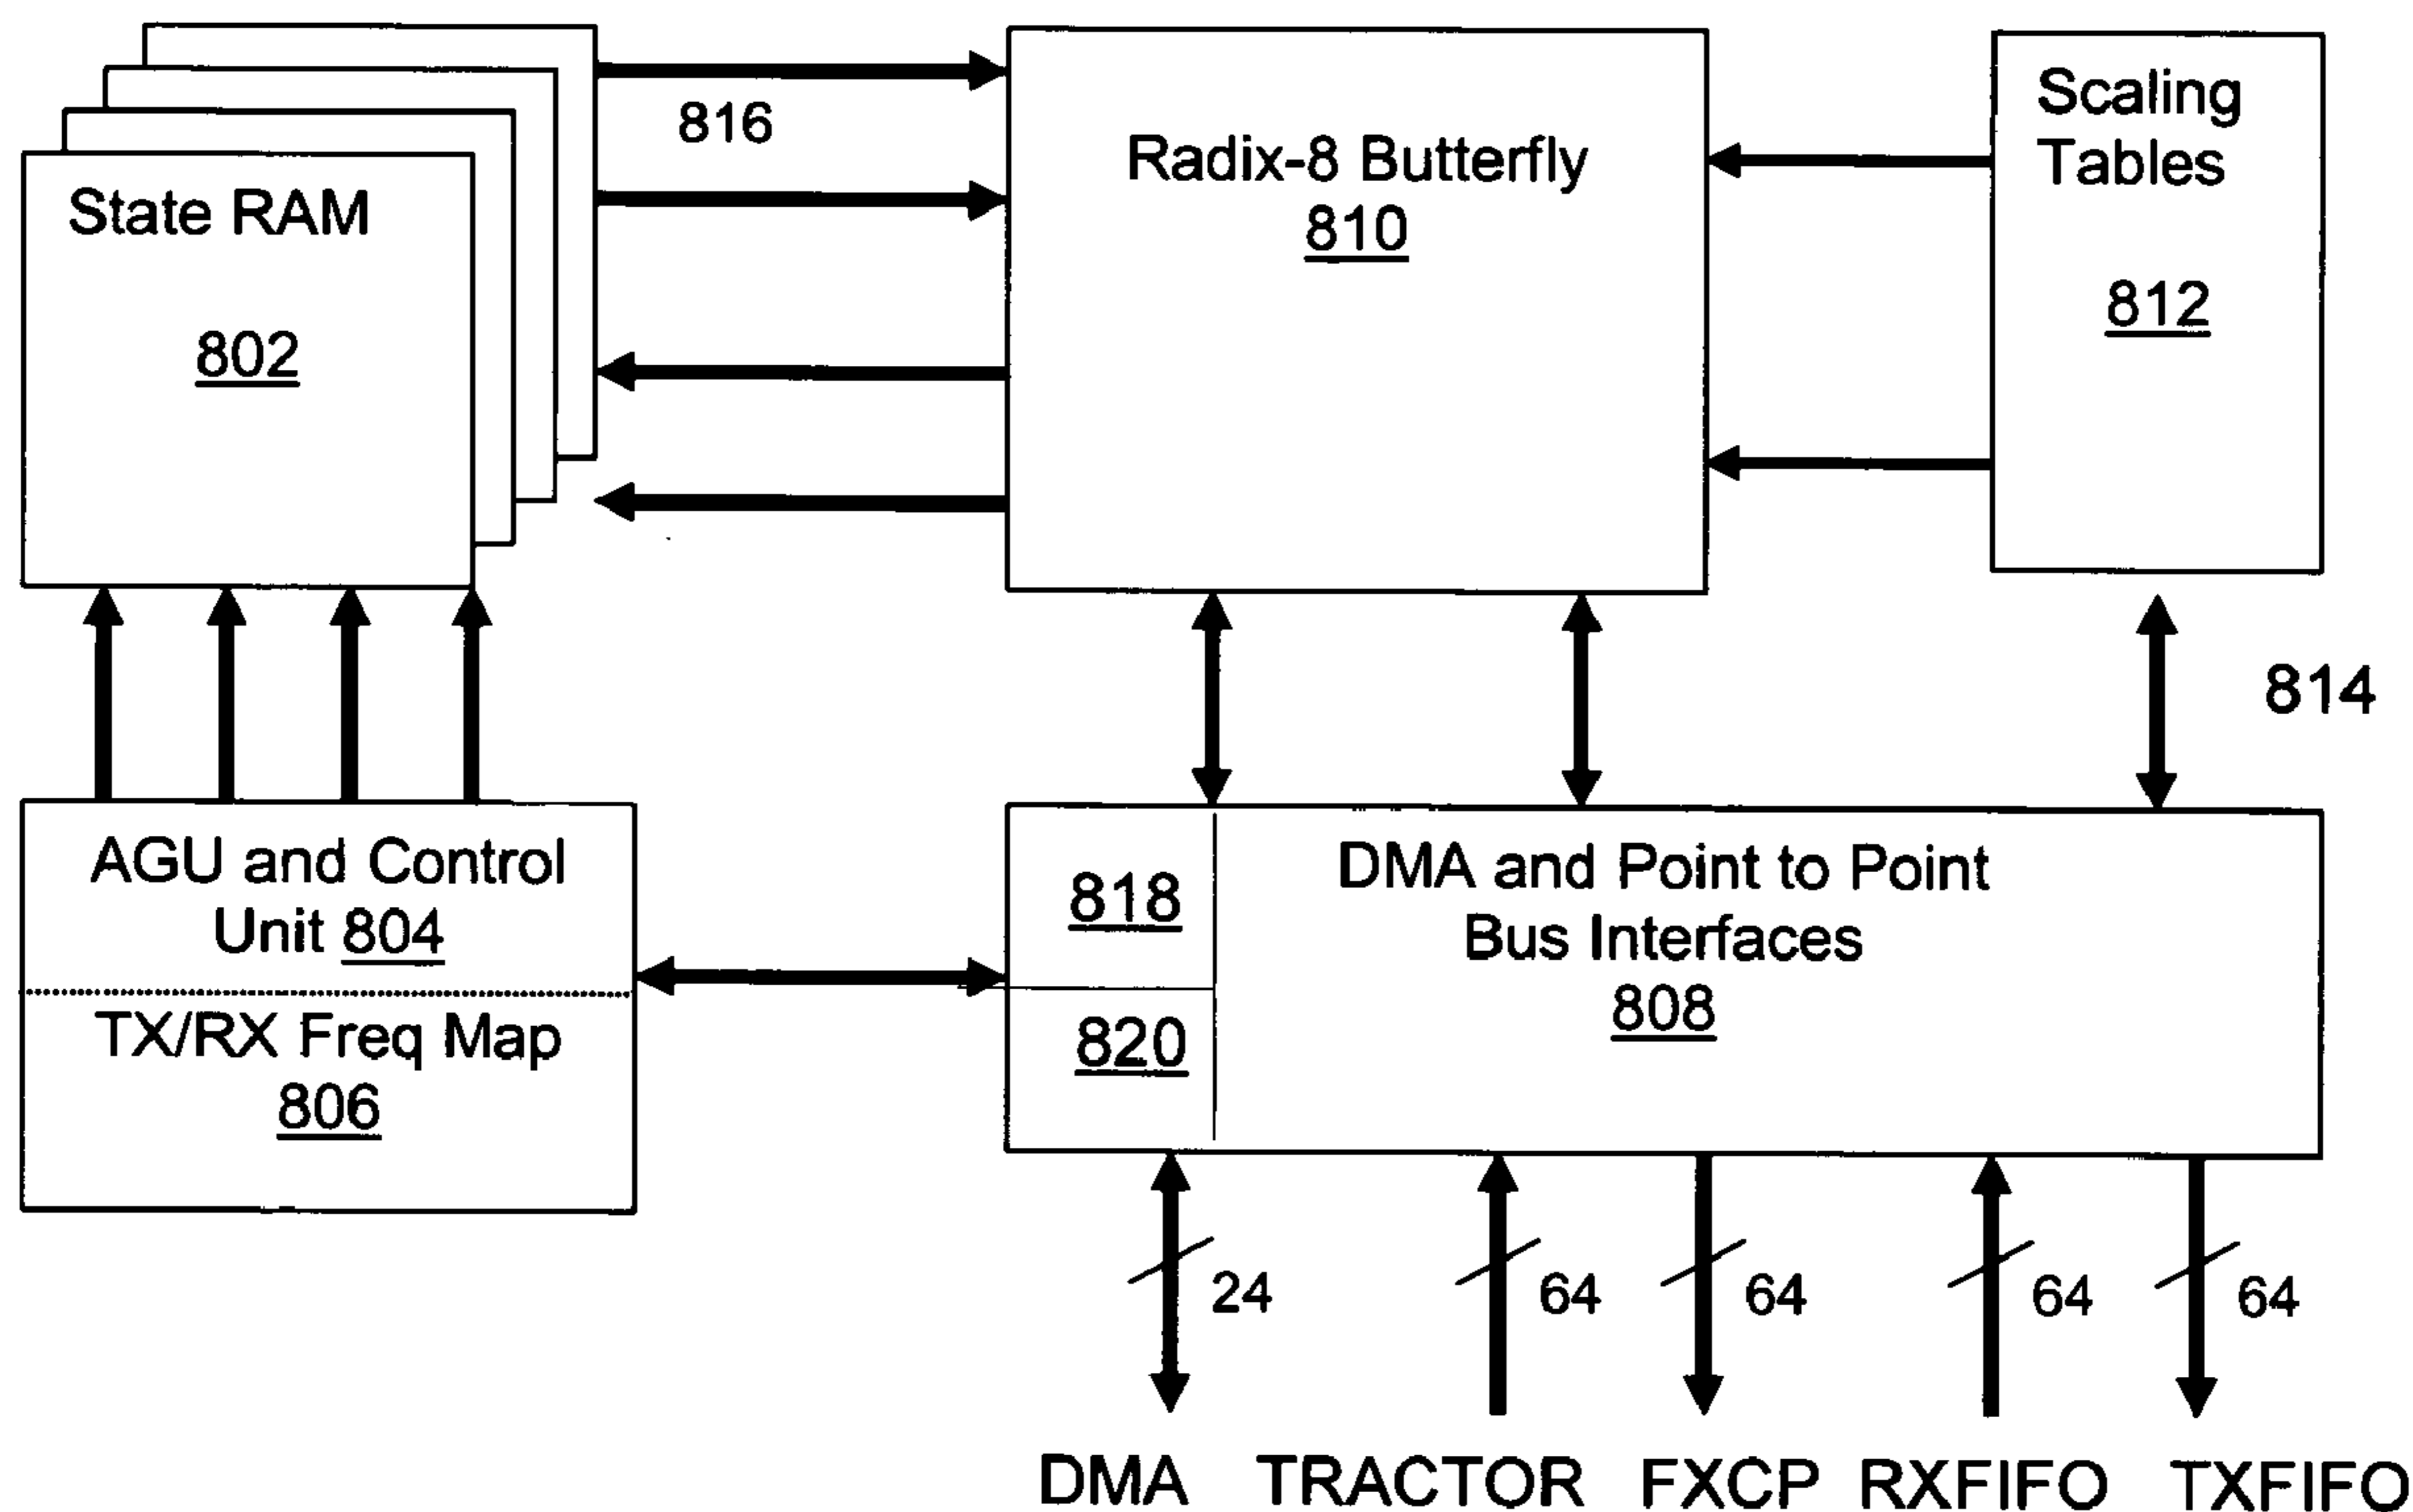 State RAM
802
816
Radix-8 Butterfly
810
Scaling
Tables
812
814
AGU and Control
Unit 804
TX/RX Freq Map
806
818
820
DMA and Point to Point
Bus Interfaces
808
24
64
64
64
64
DMA
TRACTOR
FXCP
RXFIFO
TXFIFO